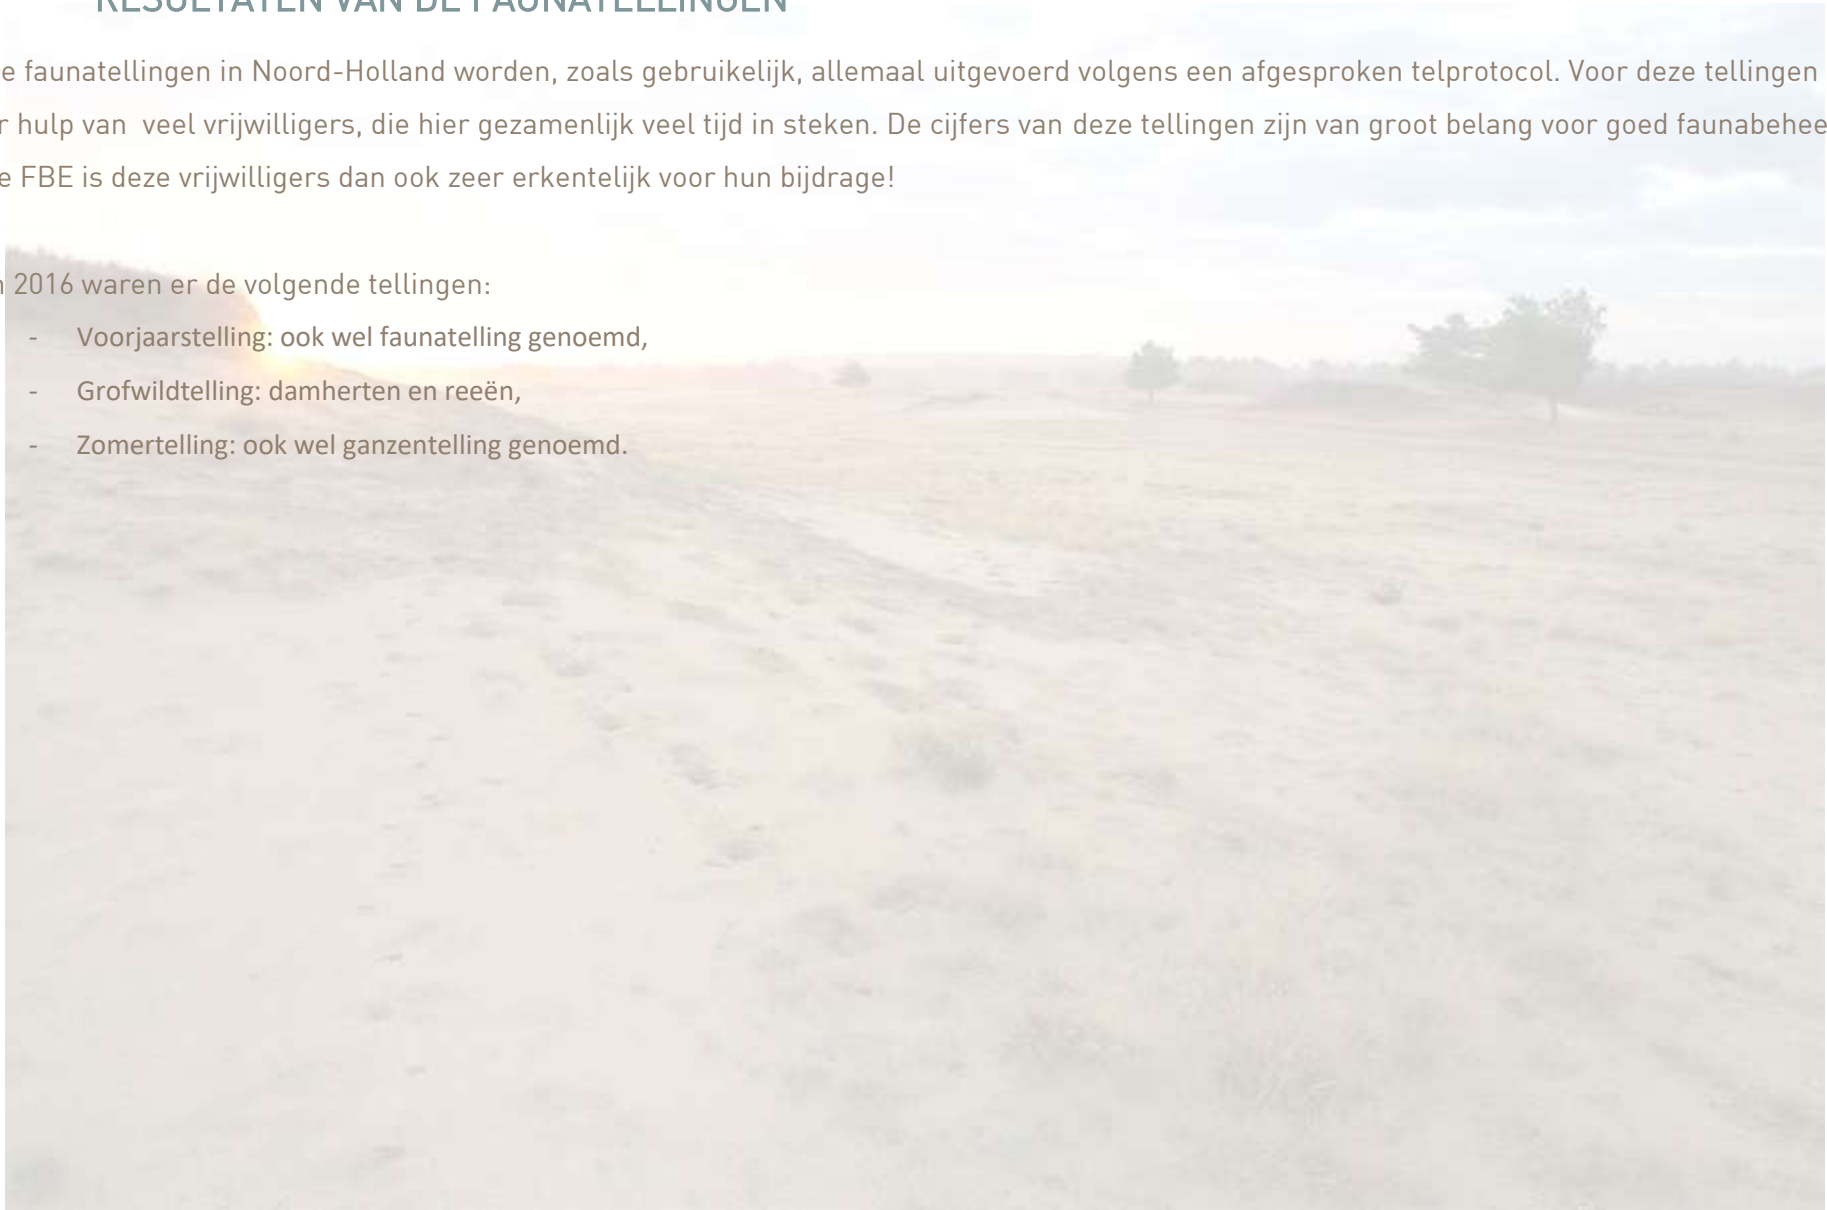 RESULTATEN VAN DE FAUNATELLINGEN
e faunatellingen in Noord-Holland worden, zoals gebruikelijk, allemaal uitgevoerd volgens een afgesproken telprotocol. Voor deze tellingen
r hulp van veel vrijwilligers, die hier gezamenlijk veel tijd in steken. De cijfers van deze tellingen zijn van groot belang voor goed faunabehee
e FBE is deze vrijwilligers dan ook zeer erkentelijk voor hun bijdrage!
n 2016 waren er de volgende tellingen:
- Voorjaarstelling: ook wel faunatelling genoemd,
- Grofwildtelling: damherten en reeën,
- Zomertelling: ook wel ganzentelling genoemd.